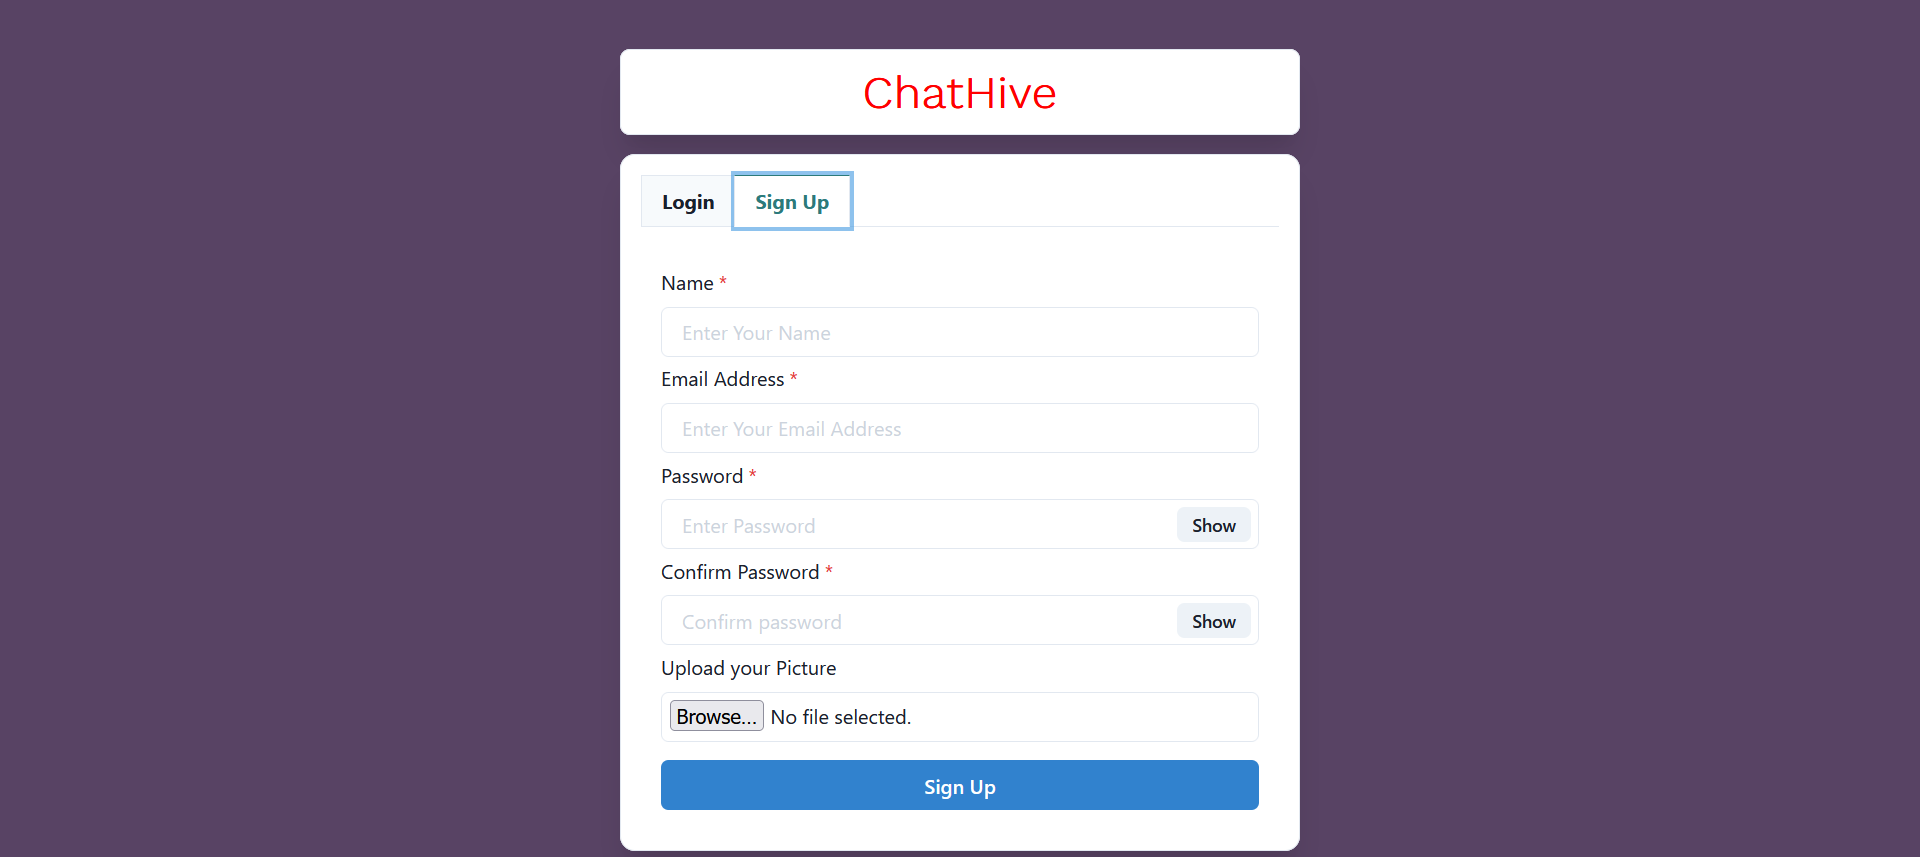 ChatHive
Login Sign Up
Name *
Enter Your Name
Email Address *
Enter Your Email Address
Password *
Enter Password Show
Confirm Password *
Confirm password Show
Upload your Picture
Browse... No file selected.
Sign Up